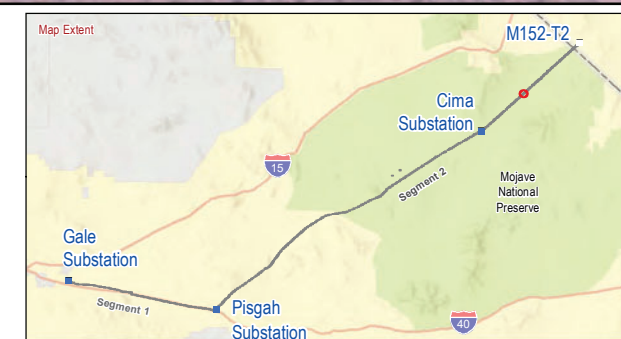 Map Extent
M152-T2
Cima
Substation
15
Segment 2
Mojave
National
Preserve
Gale
Substation
Segment 1
Pisgah
Substation
40